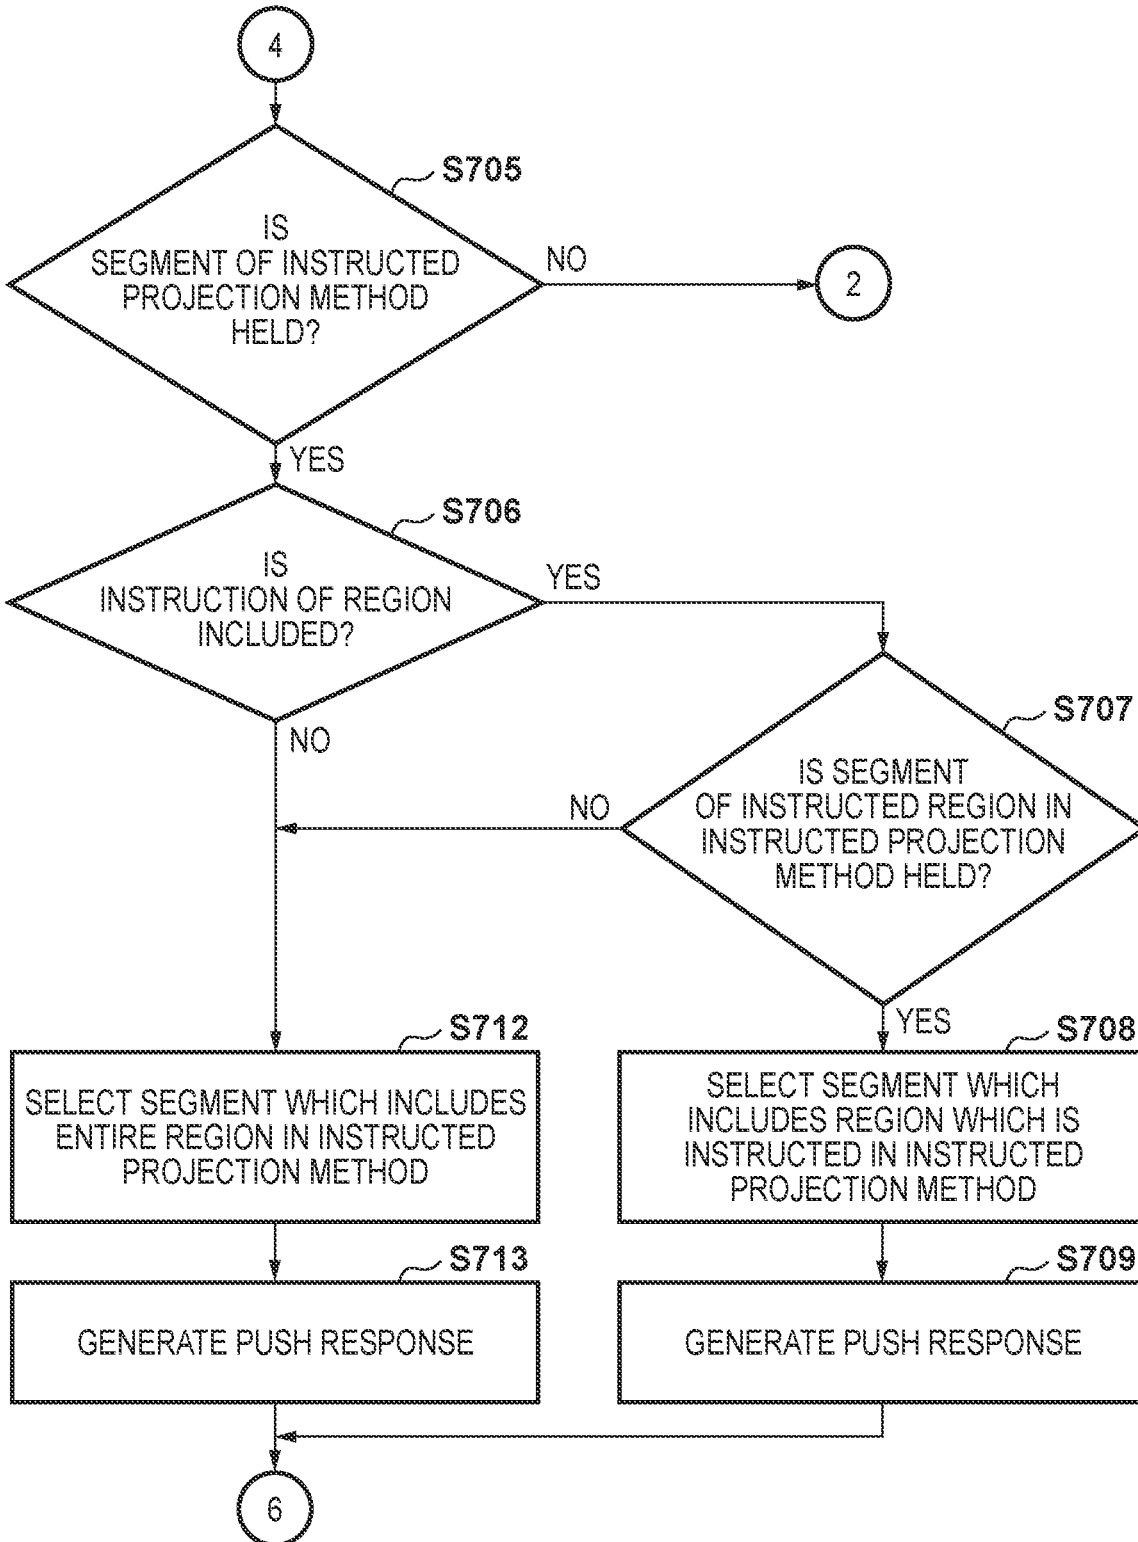 4
S705
IS
SEGMENT OF INSTRUCTED
PROJECTION METHOD
HELD?
NO
2
YES
S706
IS
INSTRUCTION OF REGION
INCLUDED?
YES
NO
S707
IS SEGMENT
OF INSTRUCTED REGION IN
INSTRUCTED PROJECTION
METHOD HELD?
NO
YES
S712
SELECT SEGMENT WHICH INCLUDES
ENTIRE REGION IN INSTRUCTED
PROJECTION METHOD
S708
SELECT SEGMENT WHICH
INCLUDES REGION WHICH IS
INSTRUCTED IN INSTRUCTED
PROJECTION METHOD
S713
GENERATE PUSH RESPONSE
S709
GENERATE PUSH RESPONSE
6